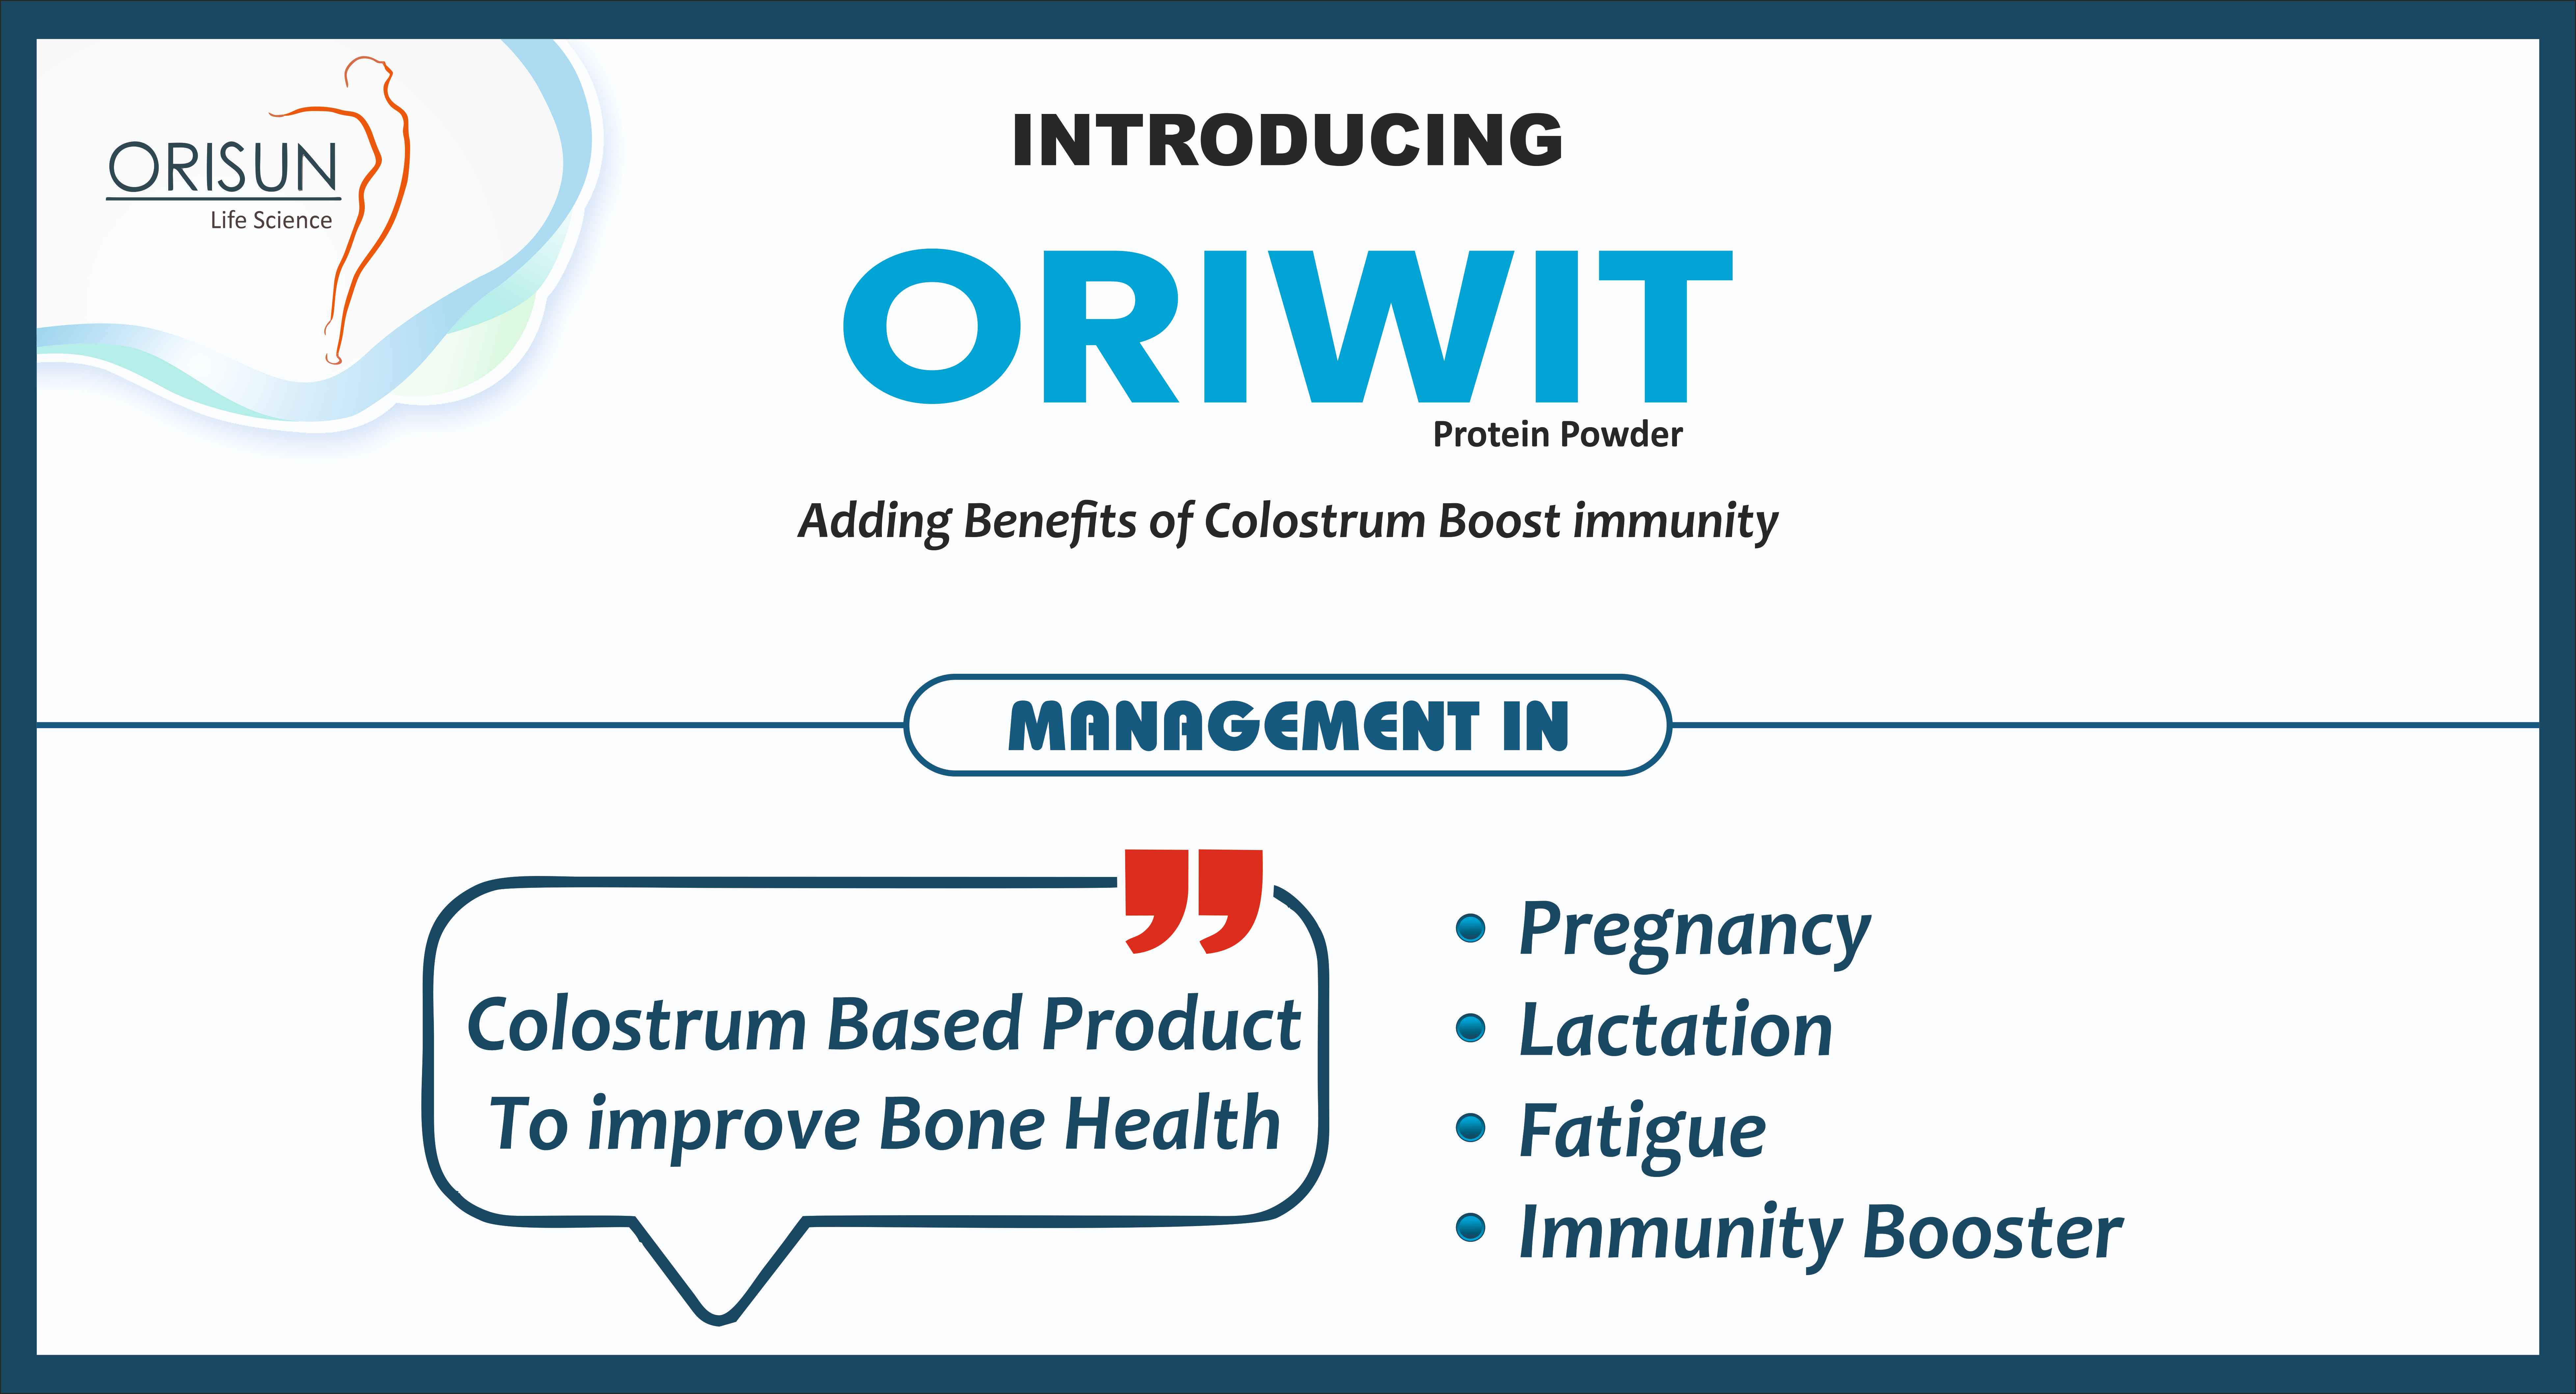 ORISUN
Life Science
INTRODUCING
ORIWIT
Protein Powder
Adding Benefits of Colostrum Boost immunity
MANAGEMENT IN
”
Colostrum Based Product
To improve Bone Health
• Pregnancy
• Lactation
• Fatigue
• Immunity Booster